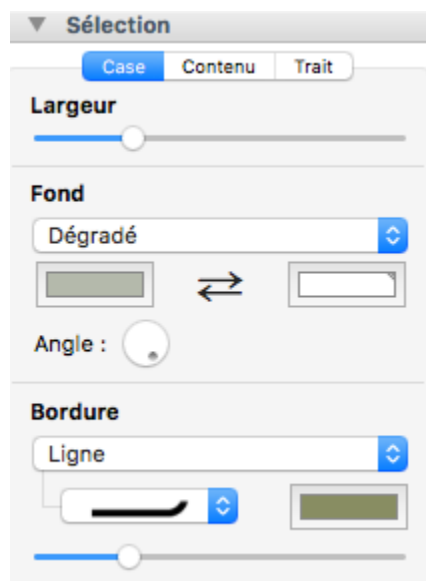 Sélection
Case Contenu Trait
Largeur
Fond
Dégradé
Angle :
Bordure
Ligne